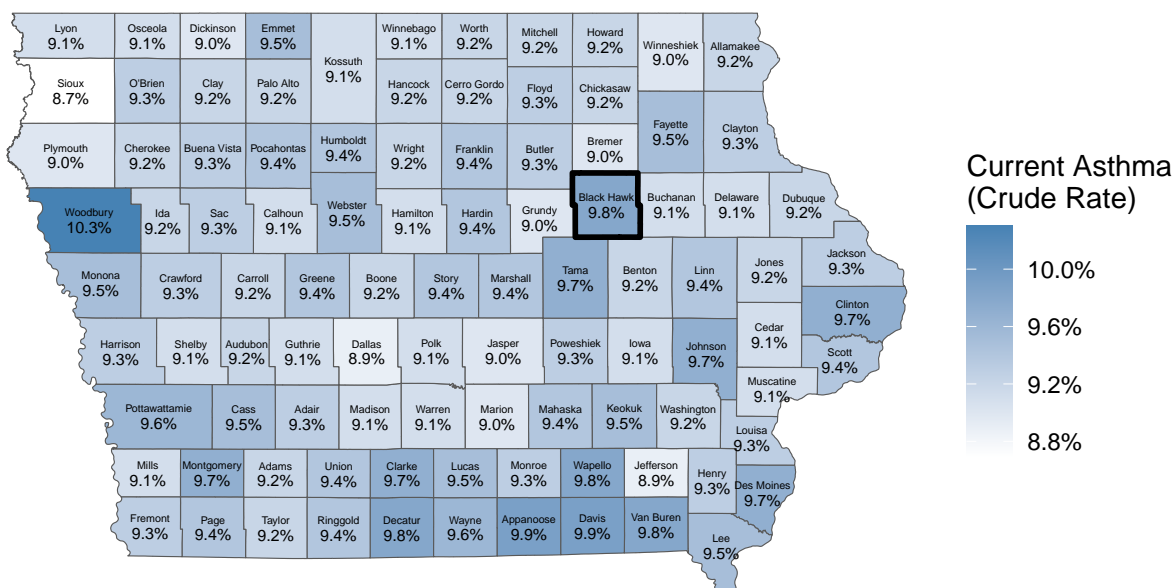 Lyon
9.1%
Osceola
9.1%
Dickinson
9.0%
Emmet
9.5%
Kossuth
9.1%
Winnebago
9.1%
Worth
9.2%
Mitchell
9.2%
Howard
9.2%
Winneshiek
9.0%
Allamakee
9.2%
Sioux
8.7%
O'Brien
9.3%
Clay
9.2%
Palo Alto
9.2%
Hancock
9.2%
Cerro Gordo
9.2%
Floyd
9.3%
Chickasaw
9.2%
Fayette
9.5%
Clayton
9.3%
Plymouth
9.0%
Cherokee
9.2%
Buena Vista
9.3%
Pocahontas
9.4%
Humboldt
9.4%
Wright
9.2%
Franklin
9.4%
Butler
9.3%
Bremer
9.0%
Woodbury
10.3%
Ida
9.2%
Sac
9.3%
Calhoun
9.1%
Webster
9.5%
Hamilton
9.1%
Hardin
9.4%
Grundy
9.0%
Black Hawk
9.8%
Buchanan
9.1%
Delaware
9.1%
Dubuque
9.2%
Monona
9.5%
Crawford
9.3%
Carroll
9.2%
Greene
9.4%
Boone
9.2%
Story
9.4%
Marshall
9.4%
Tama
9.7%
Benton
9.2%
Linn
9.4%
Jones
9.2%
Jackson
9.3%
Clinton
9.7%
Harrison
9.3%
Shelby
9.1%
Audubon
9.2%
Guthrie
9.1%
Dallas
8.9%
Polk
9.1%
Jasper
9.0%
Poweshiek
9.3%
Iowa
9.1%
Johnson
9.7%
Cedar
9.1%
Scott
9.4%
Muscatine
9.1%
Pottawattamie
9.6%
Cass
9.5%
Adair
9.3%
Madison
9.1%
Warren
9.1%
Marion
9.0%
Mahaska
9.4%
Keokuk
9.5%
Washington
9.2%
Louisa
9.3%
Mills
9.1%
Montgomery
9.7%
Adams
9.2%
Union
9.4%
Clarke
9.7%
Lucas
9.5%
Monroe
9.3%
Wapello
9.8%
Jefferson
8.9%
Henry
9.3%
Des Moines
9.7%
Fremont
9.3%
Page
9.4%
Taylor
9.2%
Ringgold
9.4%
Decatur
9.8%
Wayne
9.6%
Appanoose
9.9%
Davis
9.9%
Van Buren
9.8%
Lee
9.5%
Current Asthma
(Crude Rate)
10.0%
9.6%
9.2%
8.8%